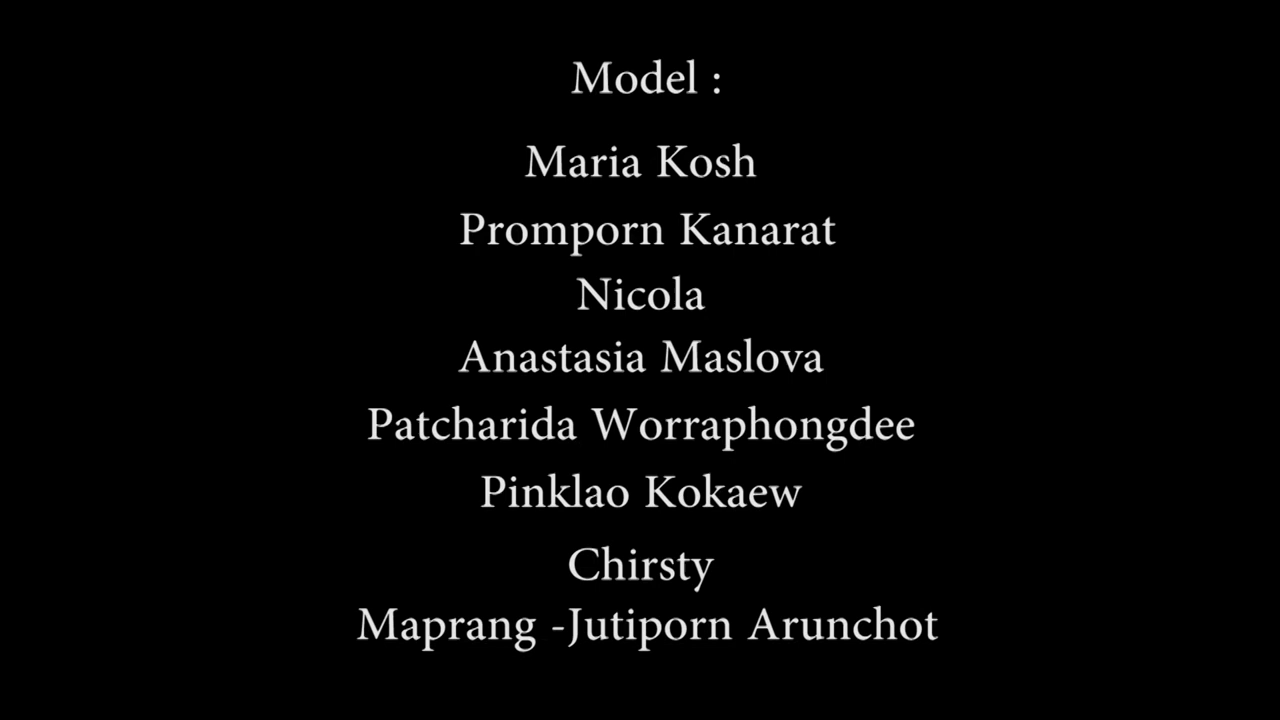 Model :
Maria Kosh
Promporn Kanarat
Nicola
Anastasia Maslova
Patcharida Worraphongdee
Pinklao Kokaew
Chirsty
Maprang -Jutiporn Arunchot